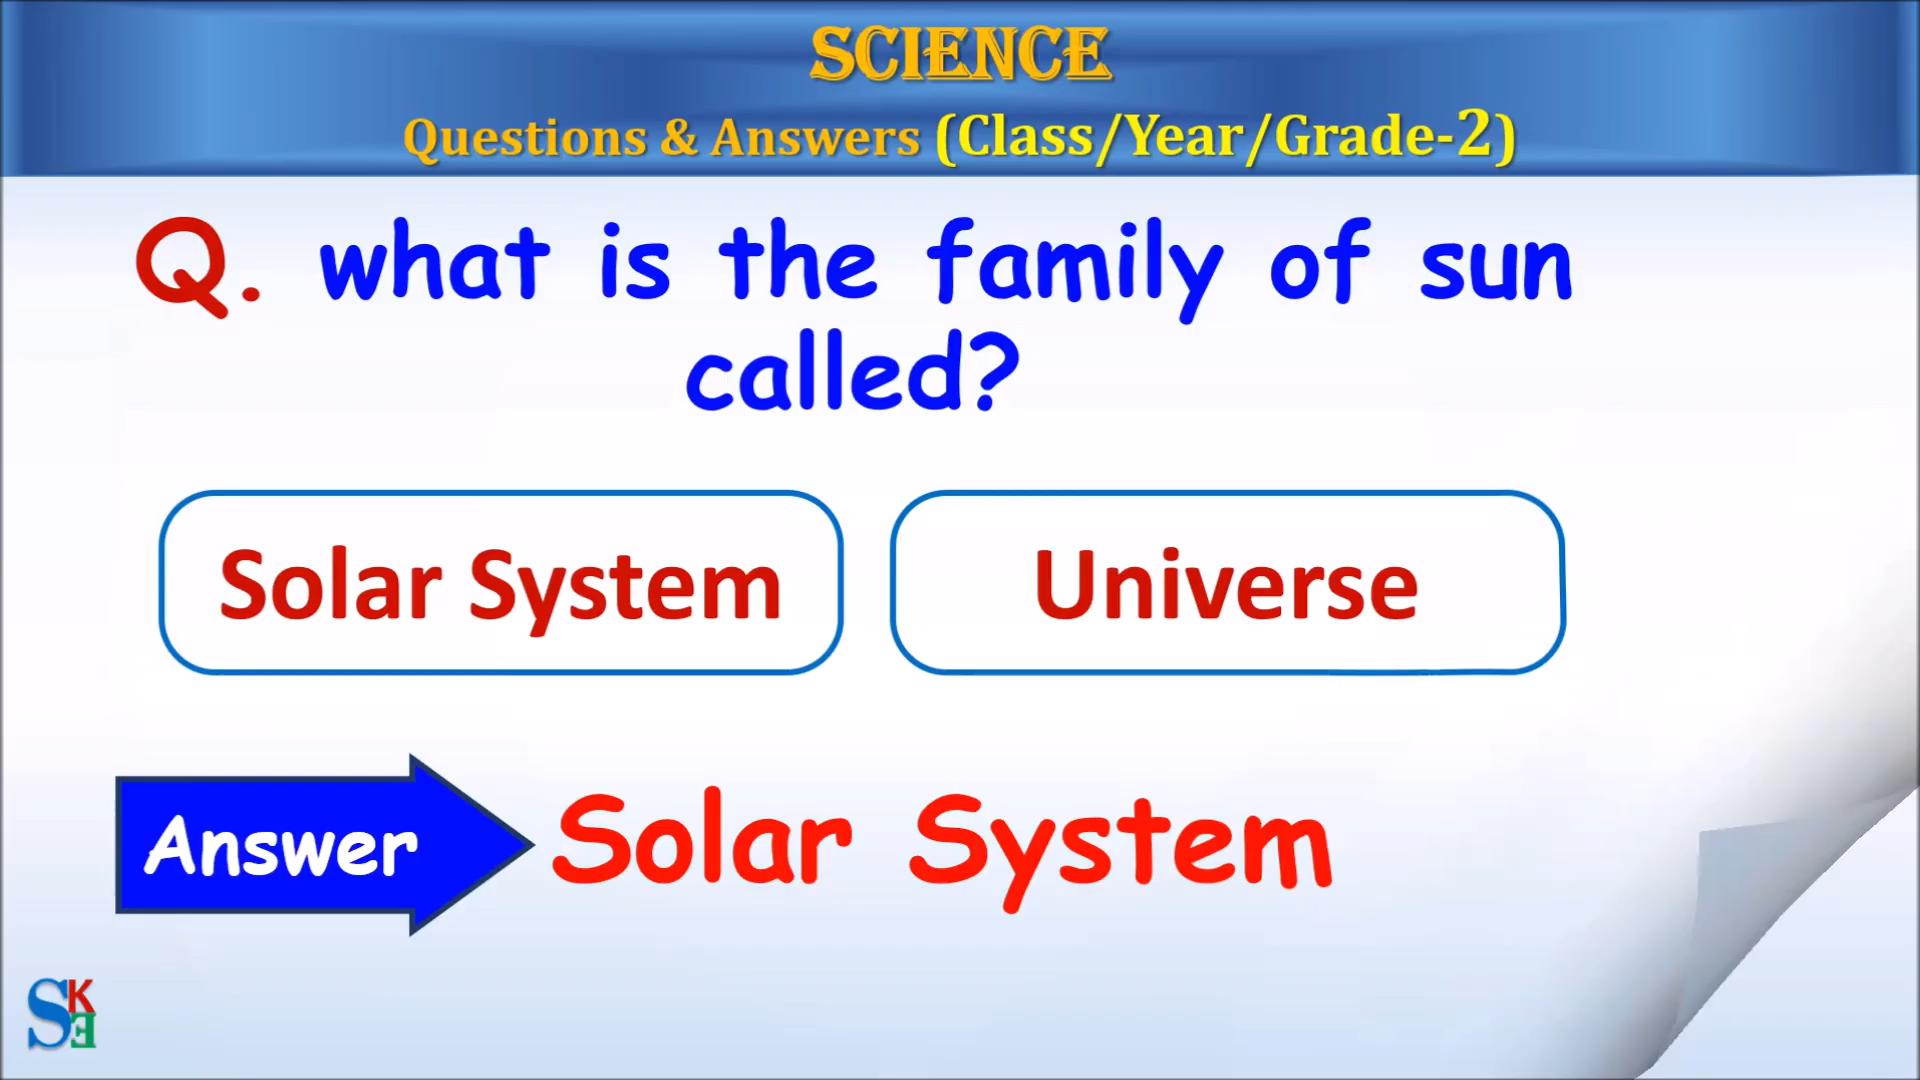 SCIENCE
Questions & Answers (Class/Year/Grade-2)
Q. what is the family of sun
called?
Solar System
Universe
Answer
Solar System
SKE